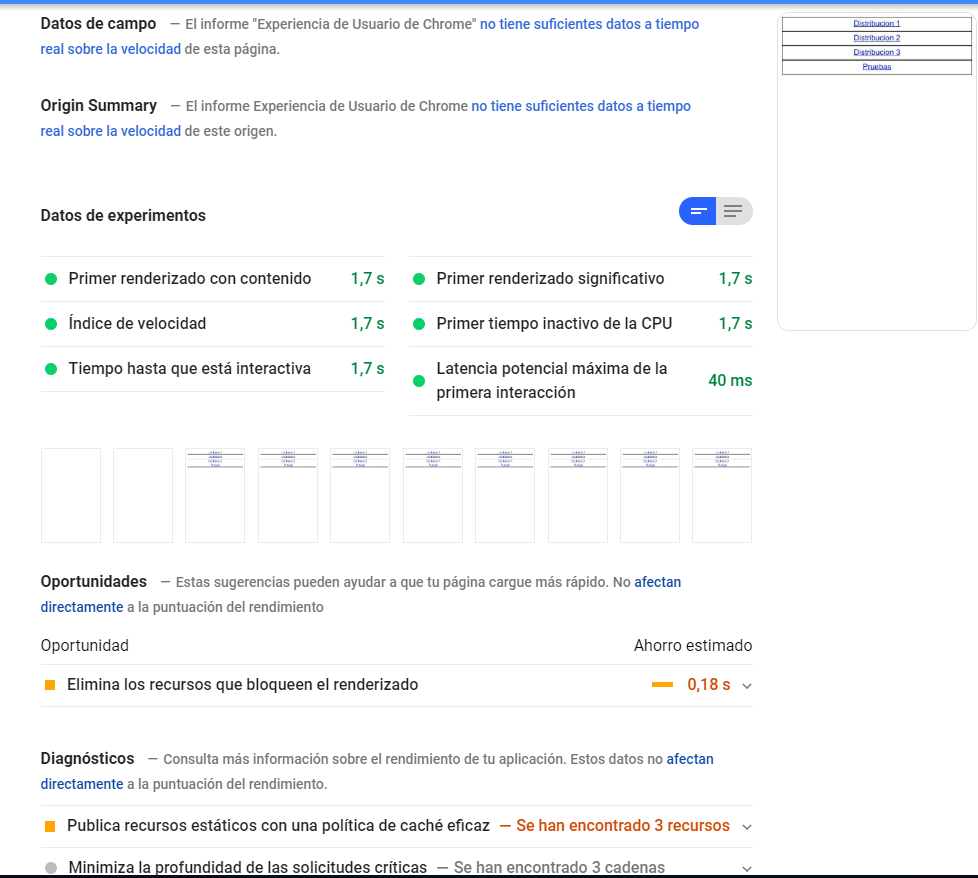 Datos de campo — El informe "Experiencia de Usuario de Chrome" no tiene suficientes datos a tiempo
real sobre la velocidad de esta página.
Origin Summary — El informe Experiencia de Usuario de Chrome no tiene suficientes datos a tiempo
real sobre la velocidad de este origen.
Datos de experimentos
Primer renderizado con contenido 1,7 s
Índice de velocidad 1,7 s
Tiempo hasta que está interactiva 1,7 s
Primer renderizado significativo 1,7 s
Primer tiempo inactivo de la CPU 1,7 s
Latencia potencial máxima de la
primera interacción 40 ms
Oportunidades — Estas sugerencias pueden ayudar a que tu página cargue más rápido. No afectan
directamente a la puntuación del rendimiento
Oportunidad Ahorro estimado
Elimina los recursos que bloqueen el renderizado 0,18 s
Diagnósticos — Consulta más información sobre el rendimiento de tu aplicación. Estos datos no afectan
directamente a la puntuación del rendimiento.
Publica recursos estáticos con una política de caché eficaz — Se han encontrado 3 recursos
Minimiza la profundidad de las solicitudes críticas — Se han encontrado 3 cadenas
Distribucion 1
Distribucion 2
Distribucion 3
Pruebas